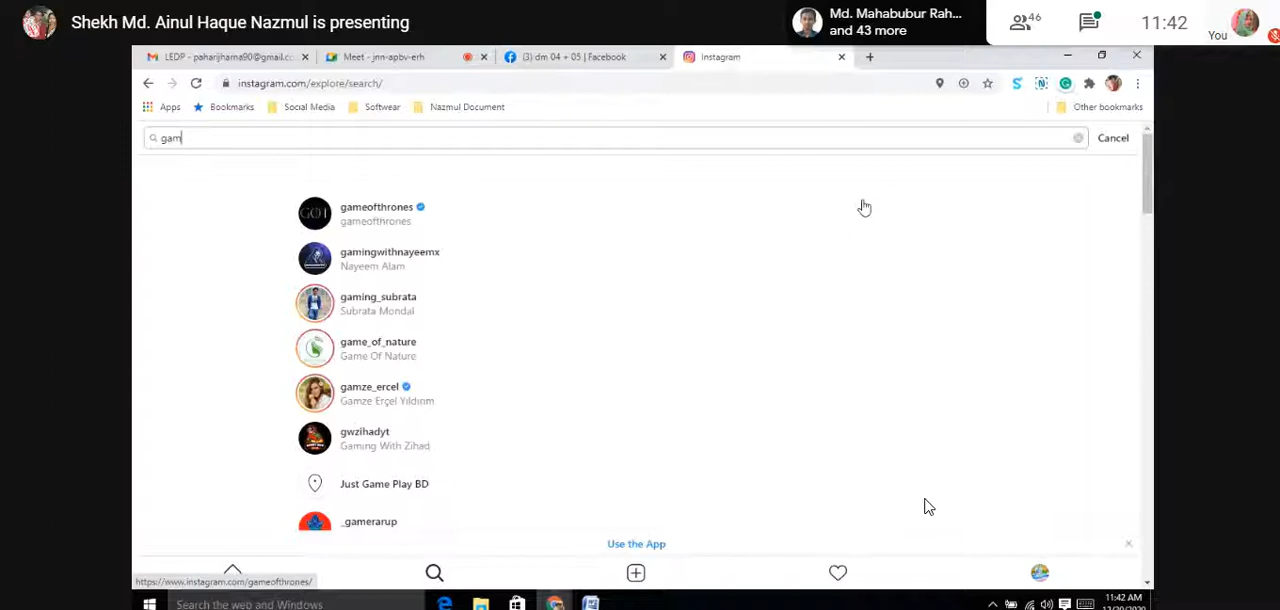 Shekh Md. Ainul Haque Nazmul is presenting
Md. Mahabubur Rah...
and 43 more
46
11:42
You
LEDP - paharijharna90@gmail.cc
Meet - jnn-apbv-erh
(3) dm 04 + 05 | Facebook
Instagram
instagram.com/explore/search/
Apps
Bookmarks
Social Media
Softwear
Nazmul Document
Other bookmarks
gam
Cancel
GOT
gameofthrones
gameofthrones
gamingwithnayeemx
Nayeem Alam
gaming_subrata
Subrata Mondal
game_of_nature
Game Of Nature
gamze_ercel
Gamze Erçel Yıldırım
gwzihadyt
Gaming With Zihad
Just Game Play BD
_gamerarup
Use the App
https://www.instagram.com/gameofthrones/
Search the web and Windows
11:42 AM